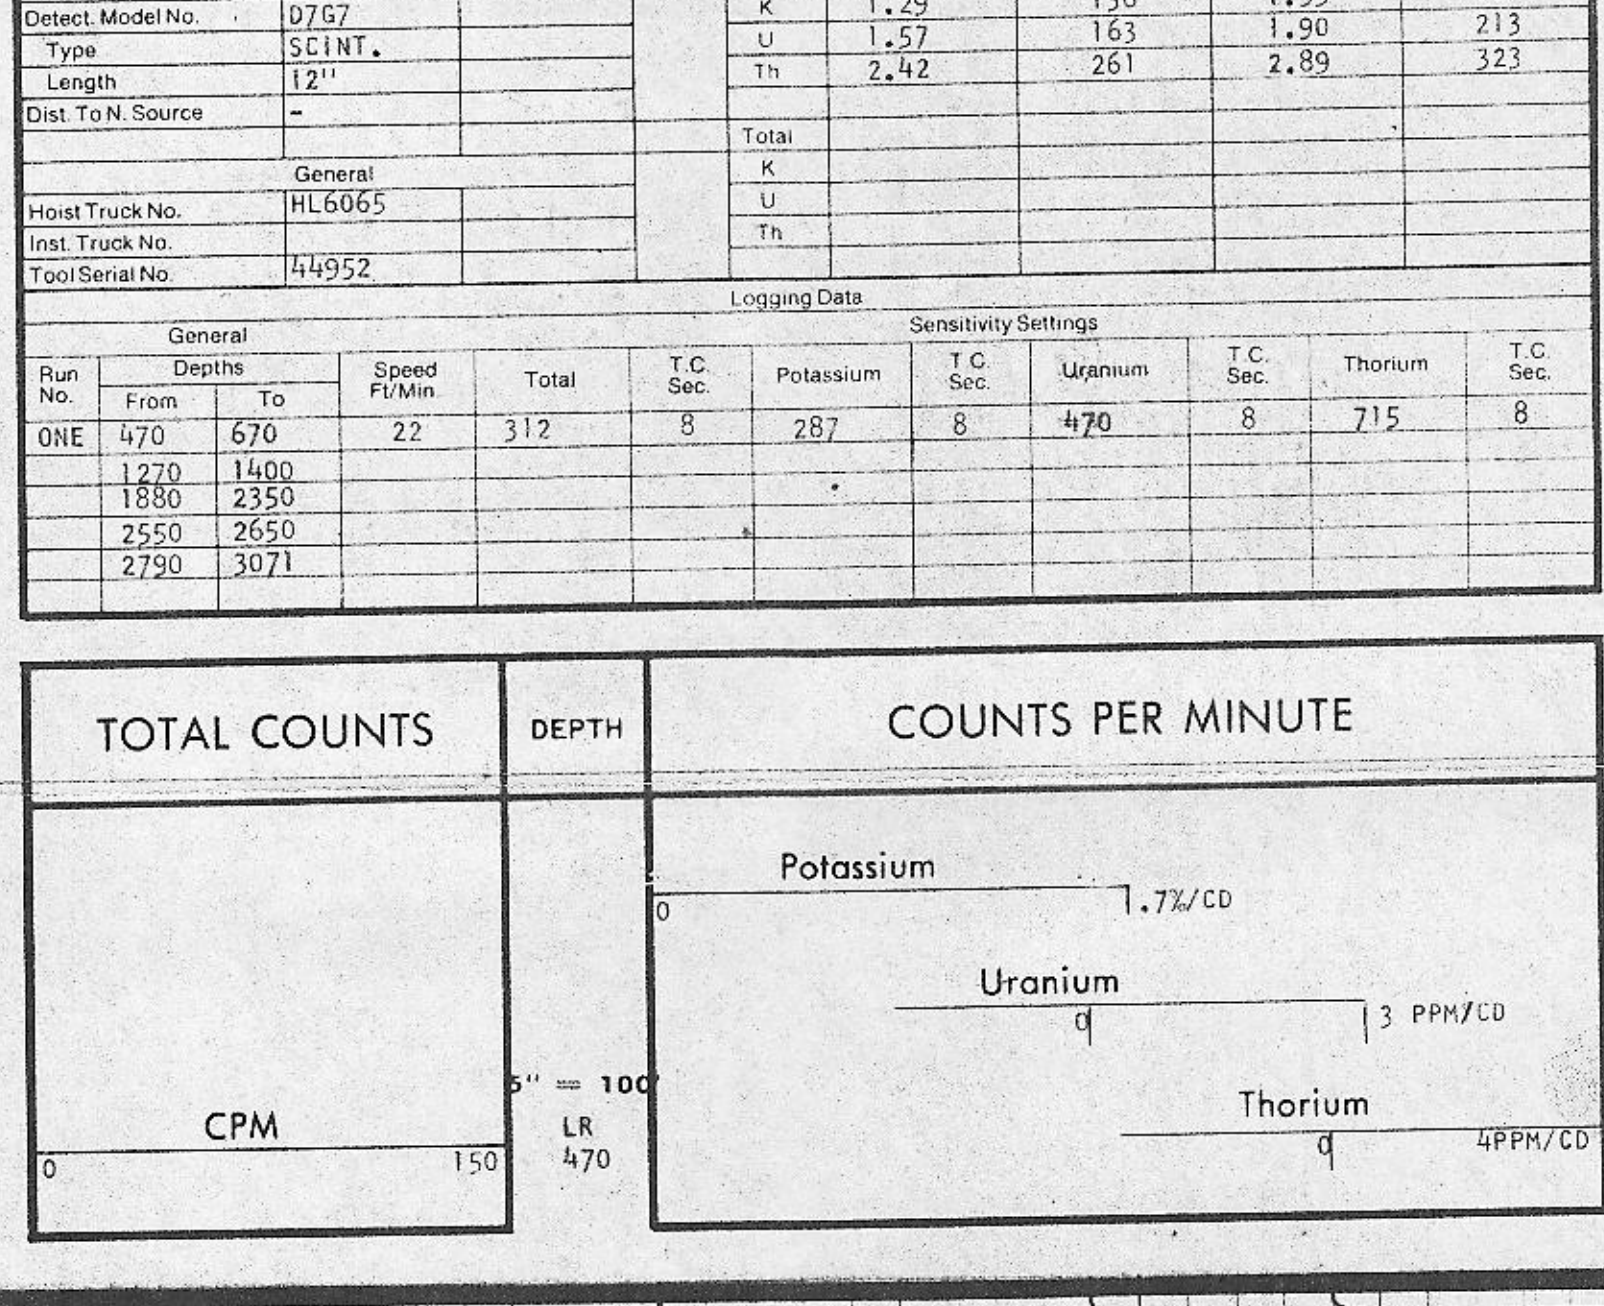 Detect. Model No. D7G7
Type SCINT.
Length 12"
Dist. To N. Source -
General
Hoist Truck No. HL6065
Inst. Truck No.
Tool Serial No. 44952
K 1.29
U 1.57 163 1.90 213
Th 2.42 261 2.89 323
Total
K
U
Th
Logging Data
General Sensitivity Settings
Run No. Depths From To Speed Ft/Min Total T.C. Sec. Potassium T.C. Sec. Uranium T.C. Sec. Thorium T.C. Sec.
ONE 470 670 22 312 8 287 8 470 8 715 8
1270 1400
1880 2350
2550 2650
2790 3071
TOTAL COUNTS DEPTH COUNTS PER MINUTE
Potassium
0 .7%/CD
Uranium
0 3 PPM/CD
5" = 100'
CPM LR Thorium
0 150 470 0 4PPM/CD